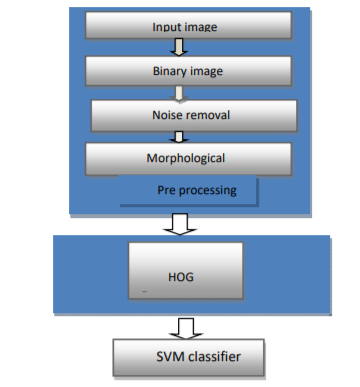 Input image
Binary image
Noise removal
Morphological
Pre processing
HOG
SVM classifier